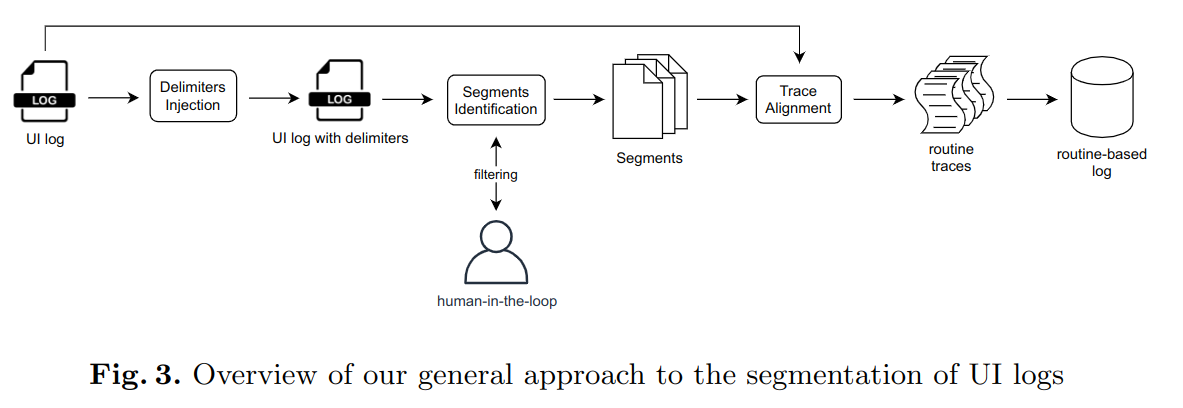 LOG
UI log
Delimiters
Injection
LOG
UI log with delimiters
Segments
Identification
filtering
human-in-the-loop
Segments
Trace
Alignment
routine
traces
routine-based
log
Fig. 3. Overview of our general approach to the segmentation of UI logs